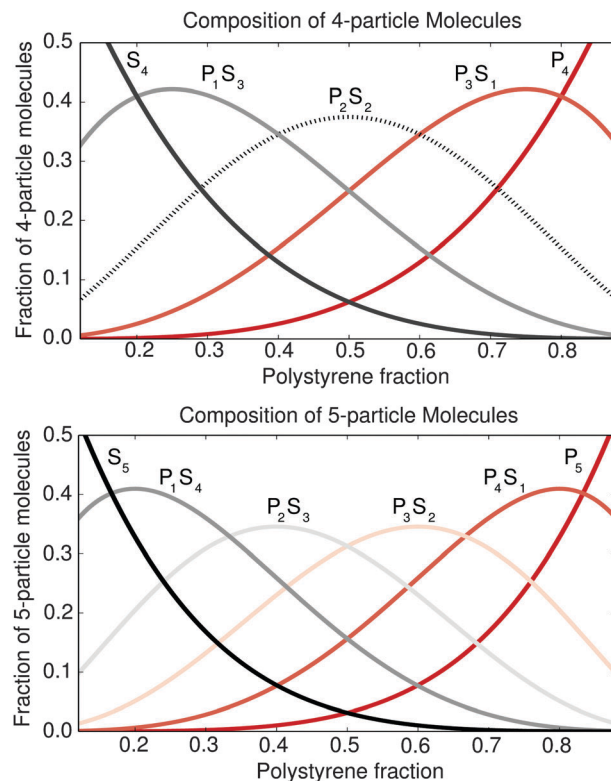 Composition of 4-particle Molecules
Fraction of 4-particle molecules
0.5
0.4
0.3
0.2
0.1
0.0
S₄
P₁S₃
P₂S₂
P₃S₁
P₄
0.2 0.3 0.4 0.5 0.6 0.7 0.8
Polystyrene fraction
Composition of 5-particle Molecules
Fraction of 5-particle molecules
0.5
0.4
0.3
0.2
0.1
0.0
S₅
P₁S₄
P₂S₃
P₃S₂
P₄S₁
P₅
0.2 0.3 0.4 0.5 0.6 0.7 0.8
Polystyrene fraction